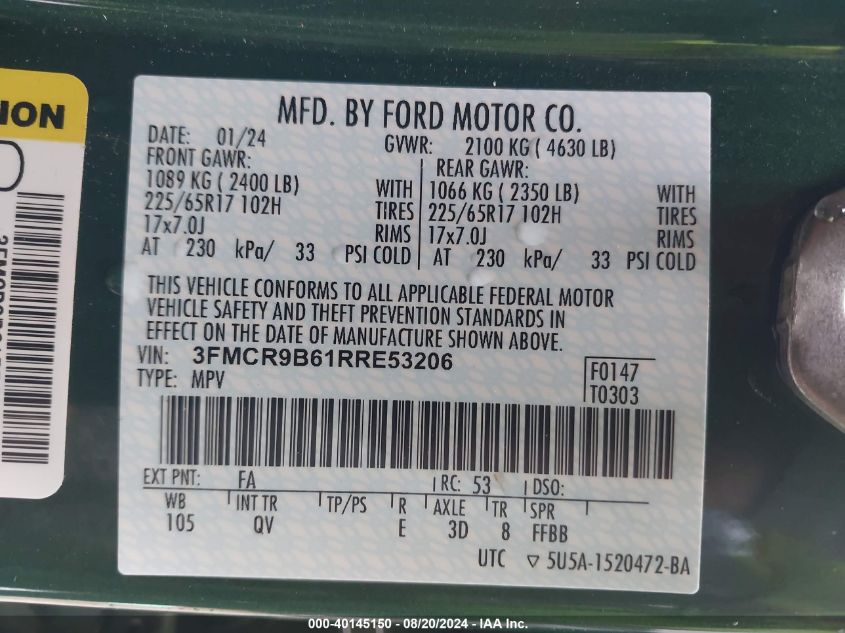 NION
MFD. BY FORD MOTOR CO.
DATE: 01/24 GVWR: 2100 KG ( 4630 LB)
FRONT GAWR: REAR GAWR:
1089 KG ( 2400 LB) WITH 1066 KG ( 2350 LB) WITH
225/65R17 102H TIRES 225/65R17 102H TIRES
17x7.0J RIMS 17x7.0J RIMS
AT 230 kPa/ 33 PSI COLD AT 230 kPa/ 33 PSI COLD
THIS VEHICLE CONFORMS TO ALL APPLICABLE FEDERAL MOTOR
VEHICLE SAFETY AND THEFT PREVENTION STANDARDS IN
EFFECT ON THE DATE OF MANUFACTURE SHOWN ABOVE.
VIN: 3FMCR9B61RRE53206
TYPE: MPV
F0147
T0303
EXT PNT: FA RC: 53 DSO:
WB INT TR TP/PS R AXLE TR SPR
105 QV E 3D 8 FFBB
UTC ▽ 5U5A-1520472-BA
000-40145150 - 08/20/2024 - IAA Inc.